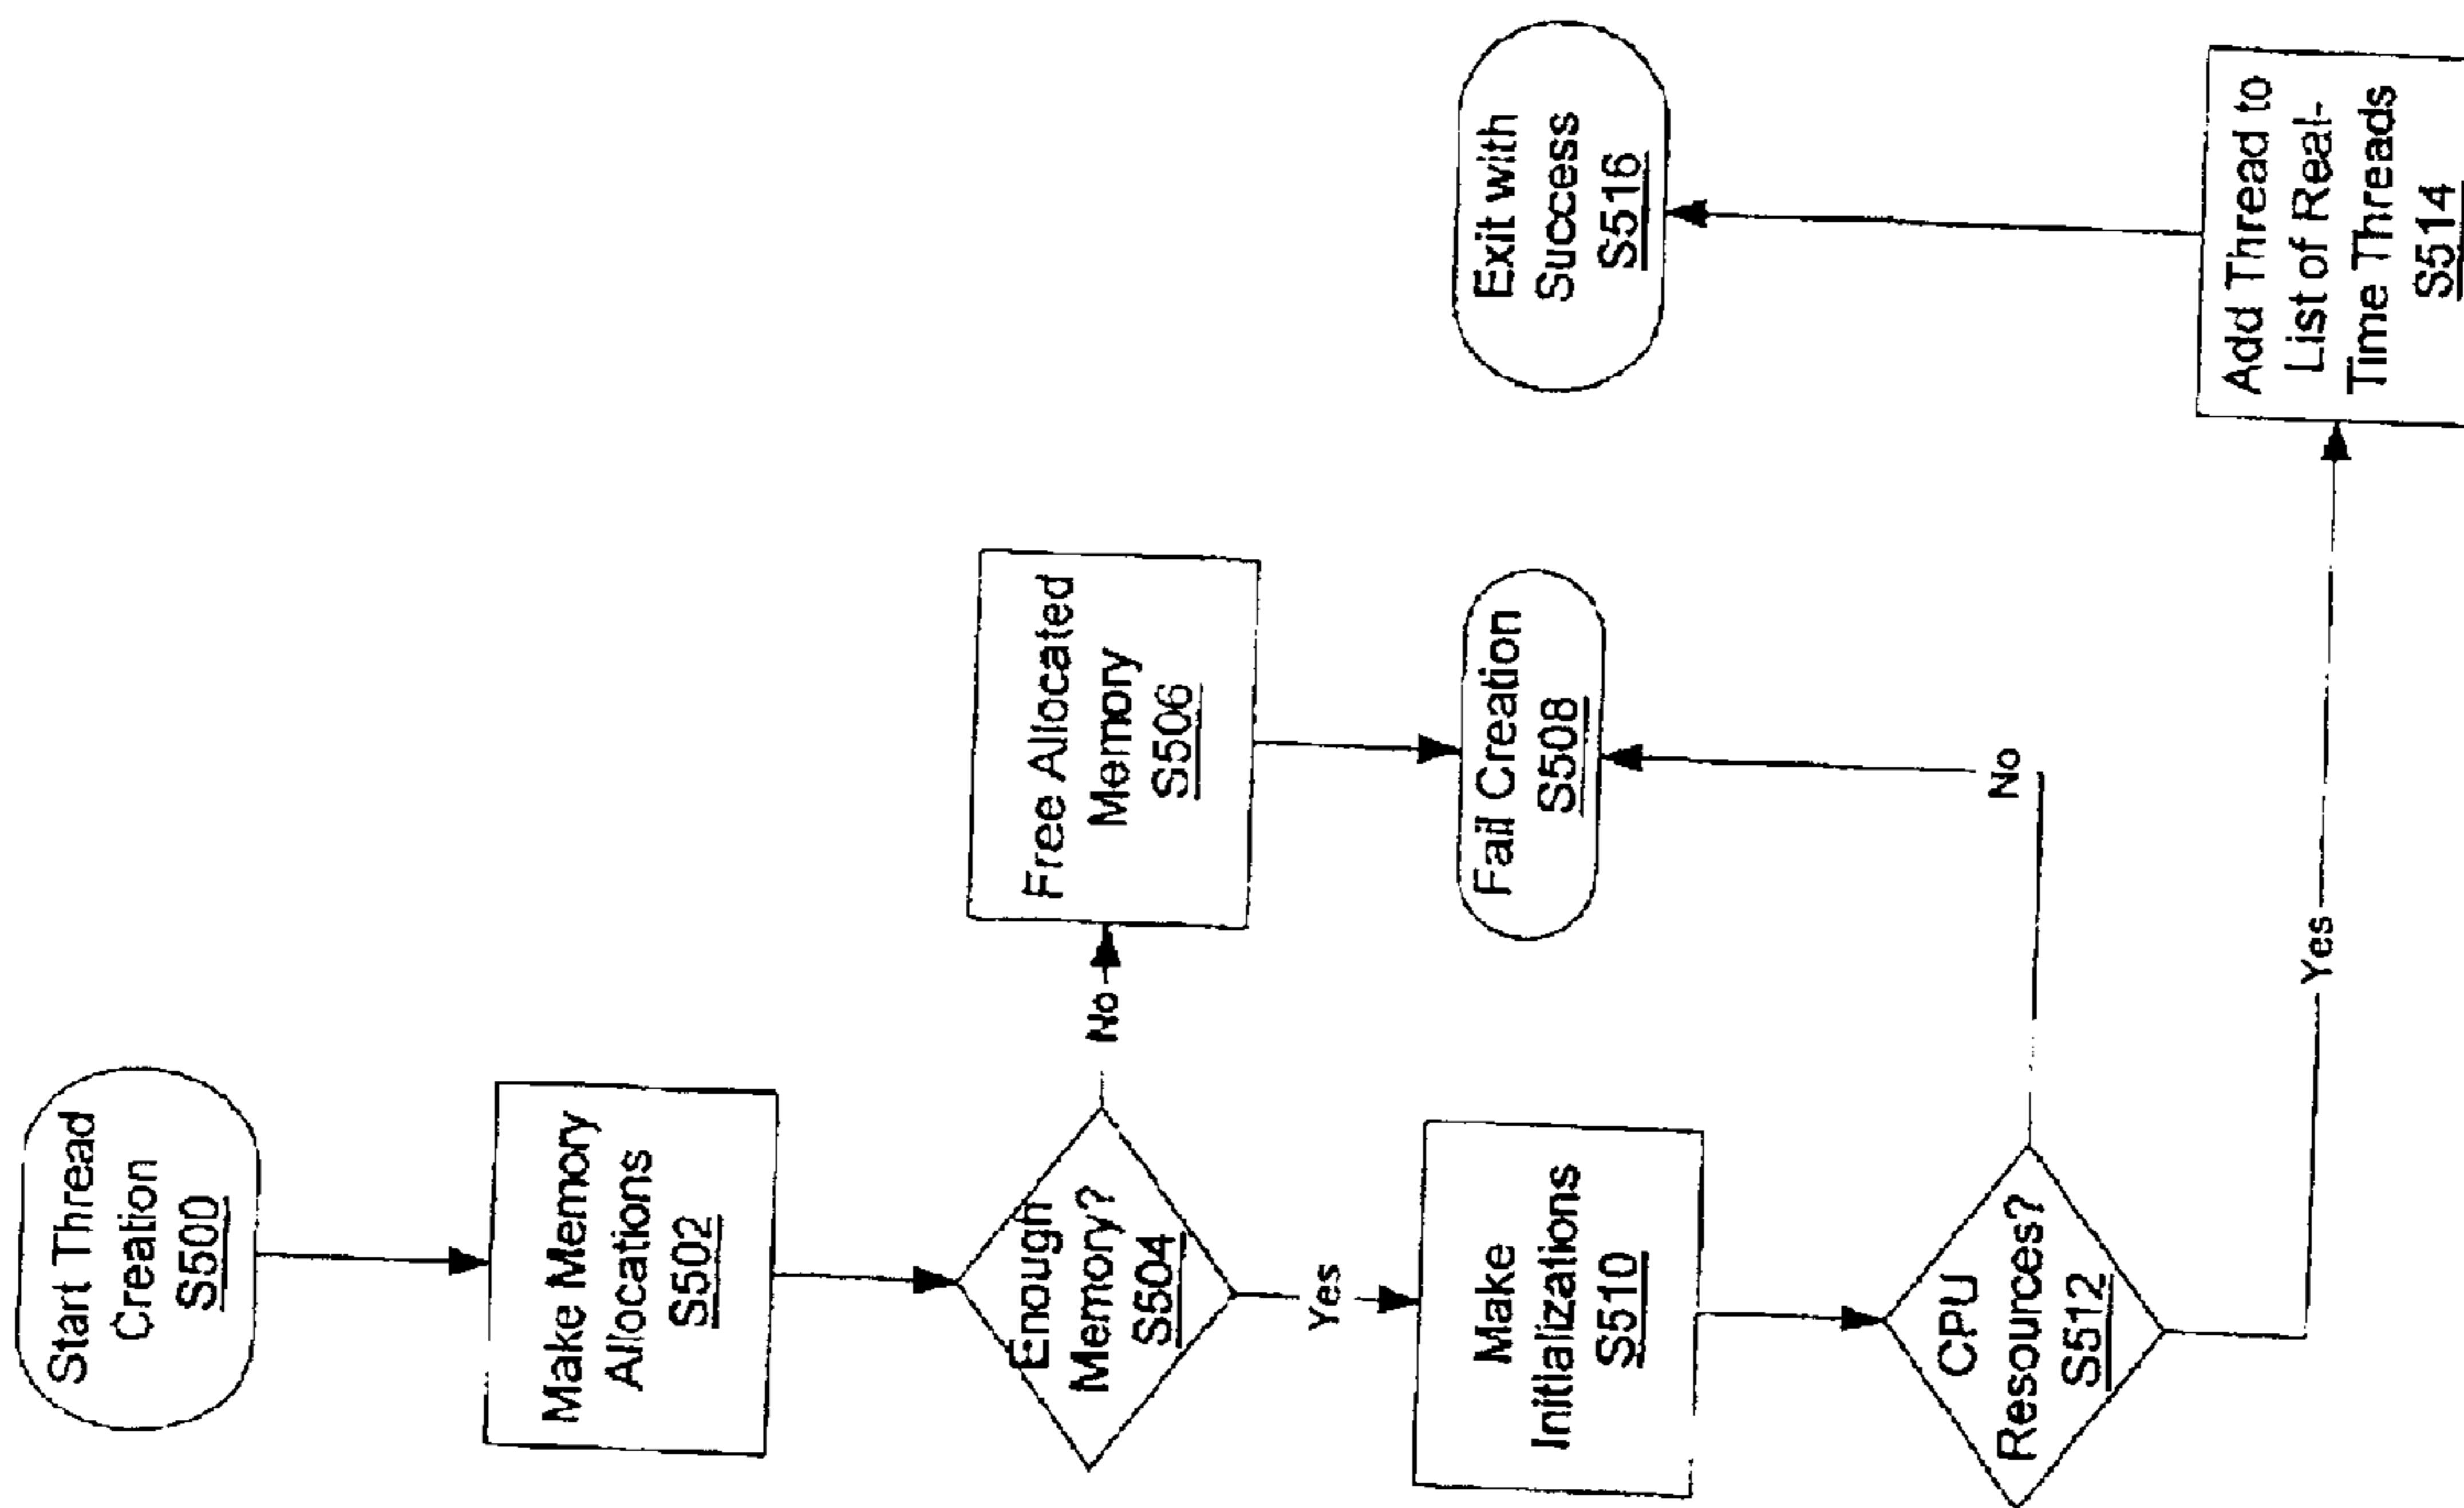 Start Thread
Creation
S500
Make Memory
Allocations
S502
Enough
Memory?
S504
No
Free Allocated
Memory
S506
Yes
Make
Initializations
S510
Fail Creation
S508
CPU
Resources?
S512
No
Yes
Add Thread to
List of Real-
Time Threads
S514
Exit with
Success
S516